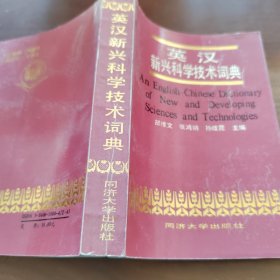 英汉
新兴科学技术词典
An English-Chinese Dictionary
of New and Developing
Sciences and Technologies
主编
同济大学出版社
英汉新兴科学技术词典
同济大学出版社